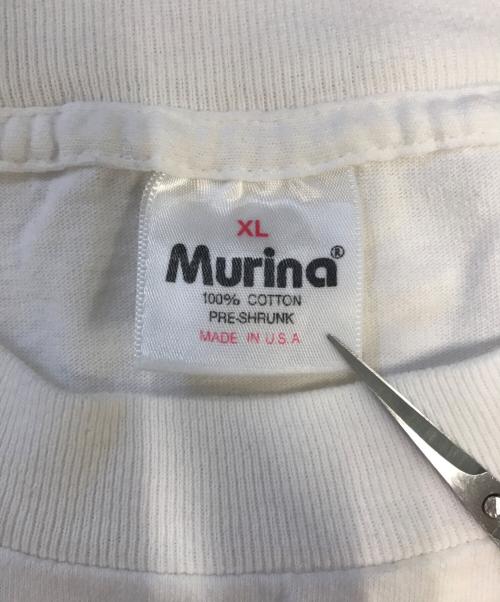 XL
Murina®
100% COTTON
PRE-SHRUNK
MADE IN U.S.A